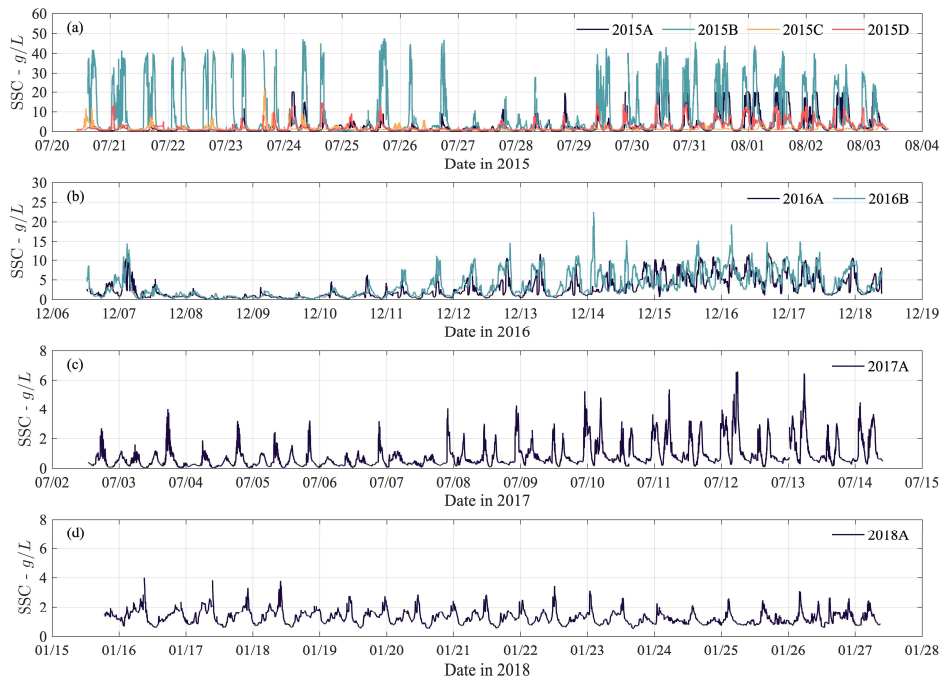 (a)
2015A 2015B 2015C 2015D
SSC - g/L
60
50
40
30
20
10
0
07/20 07/21 07/22 07/23 07/24 07/25 07/26 07/27 07/28 07/29 07/30 07/31 08/01 08/02 08/03 08/04
Date in 2015
(b)
2016A 2016B
SSC - g/L
30
25
20
15
10
5
0
12/06 12/07 12/08 12/09 12/10 12/11 12/12 12/13 12/14 12/15 12/16 12/17 12/18 12/19
Date in 2016
(c)
2017A
SSC - g/L
8
6
4
2
0
07/02 07/03 07/04 07/05 07/06 07/07 07/08 07/09 07/10 07/11 07/12 07/13 07/14 07/15
Date in 2017
(d)
2018A
SSC - g/L
8
6
4
2
0
01/15 01/16 01/17 01/18 01/19 01/20 01/21 01/22 01/23 01/24 01/25 01/26 01/27 01/28
Date in 2018